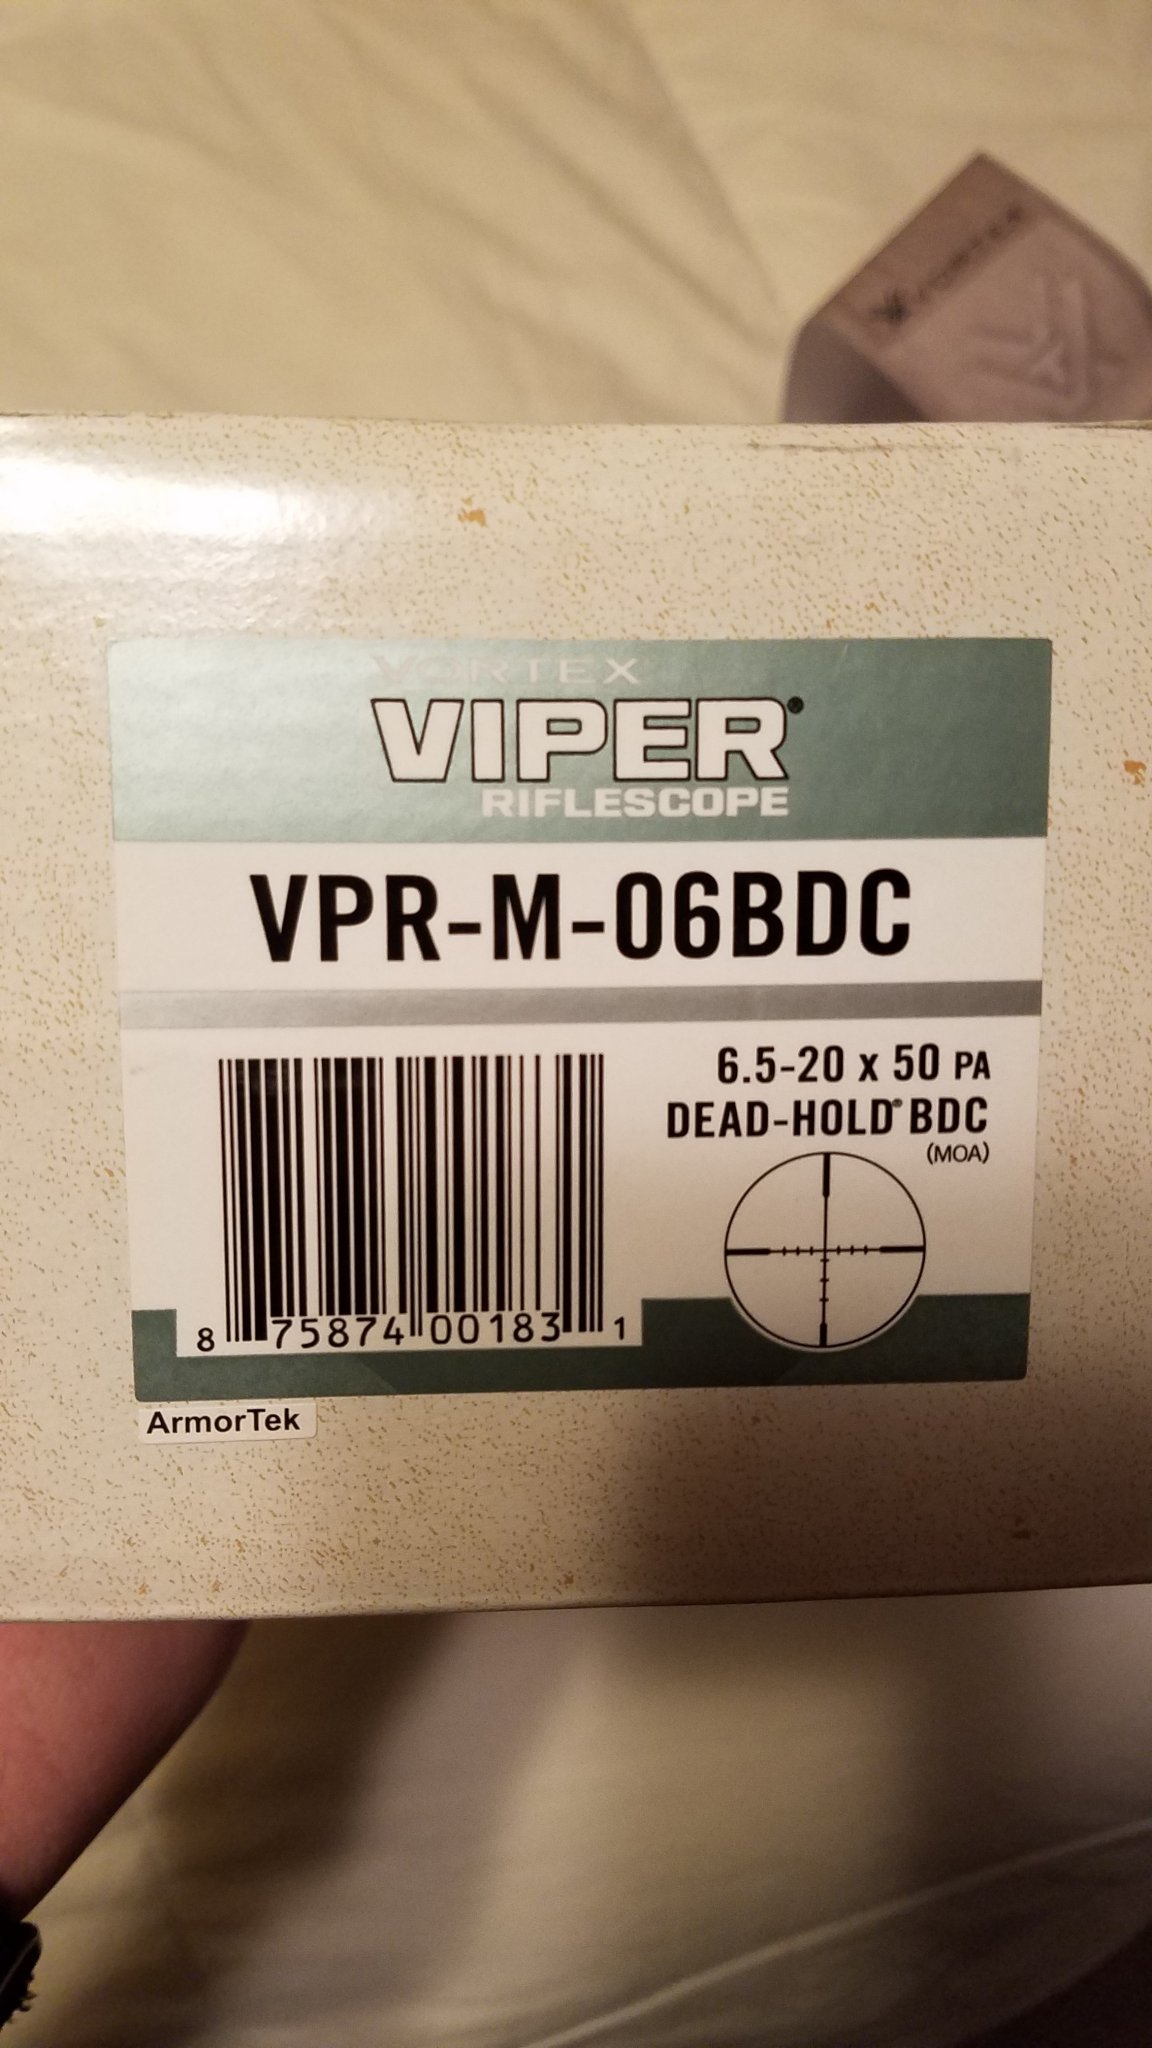 VORTEX
VORTEX
VIPER®
RIFLESCOPE
VPR-M-06BDC
6.5-20 x 50 PA
DEAD-HOLD® BDC
(MOA)
8 75874 00183 1
ArmorTek